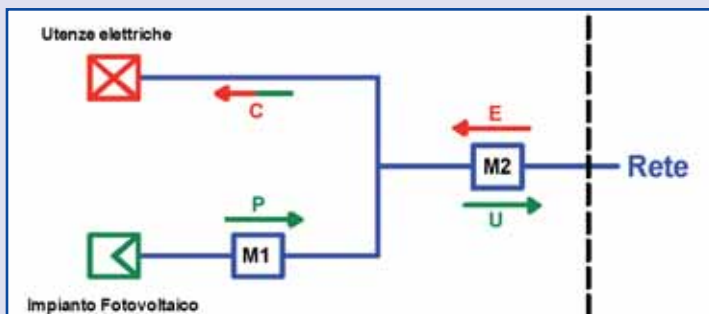 Utenze elettriche
C
E
M2
Rete
U
P
M1
Impianto Fotovoltaico